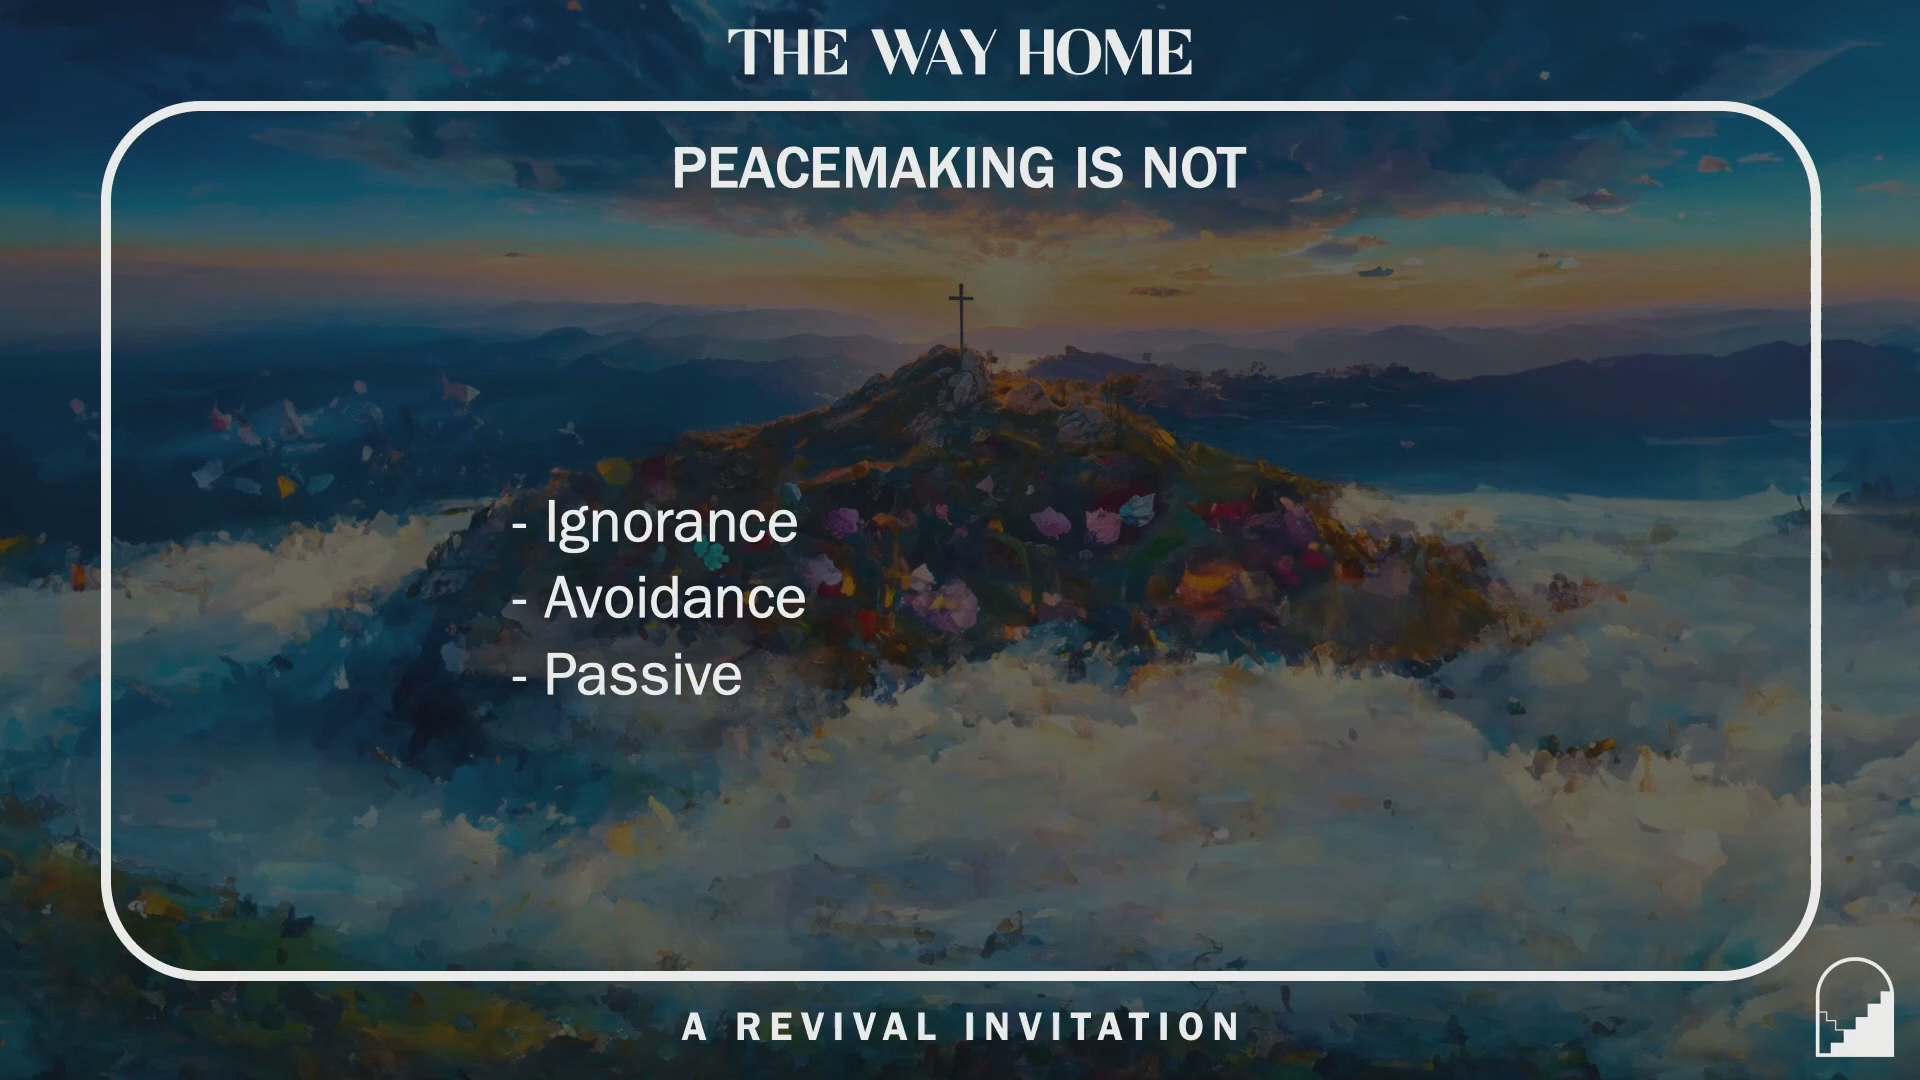 THE WAY HOME
PEACEMAKING IS NOT
- Ignorance
- Avoidance
- Passive
A REVIVAL INVITATION